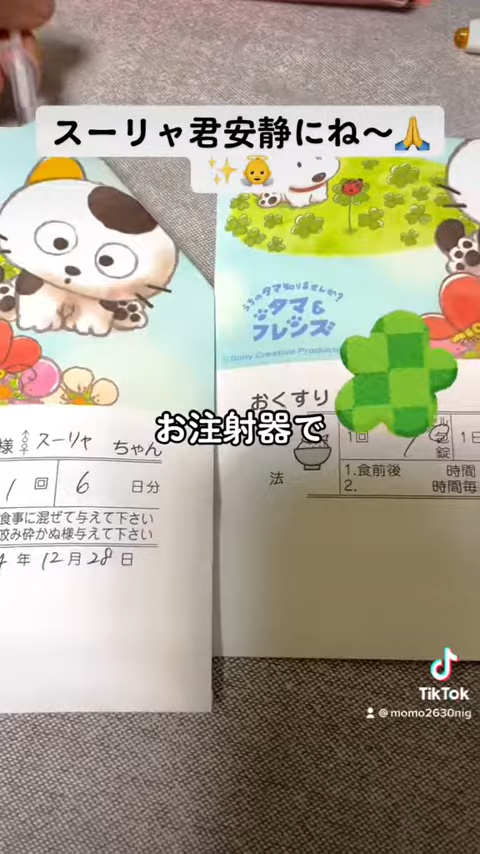 スーリャ君安静にね〜🙏
✨👼
うちのタマ知りませんか?
タマ&
フレンズ
©Sony Creative Products
おくすり
お注射器で
様 スーリャ ちゃん
1 回 6 日分
食事に混ぜて与えて下さい
咬み砕かぬ様与えて下さい
年 12 月 28 日
1回
錠
1日
法
1.食前後 時間
2. 時間毎
TikTok
@momo2630nig